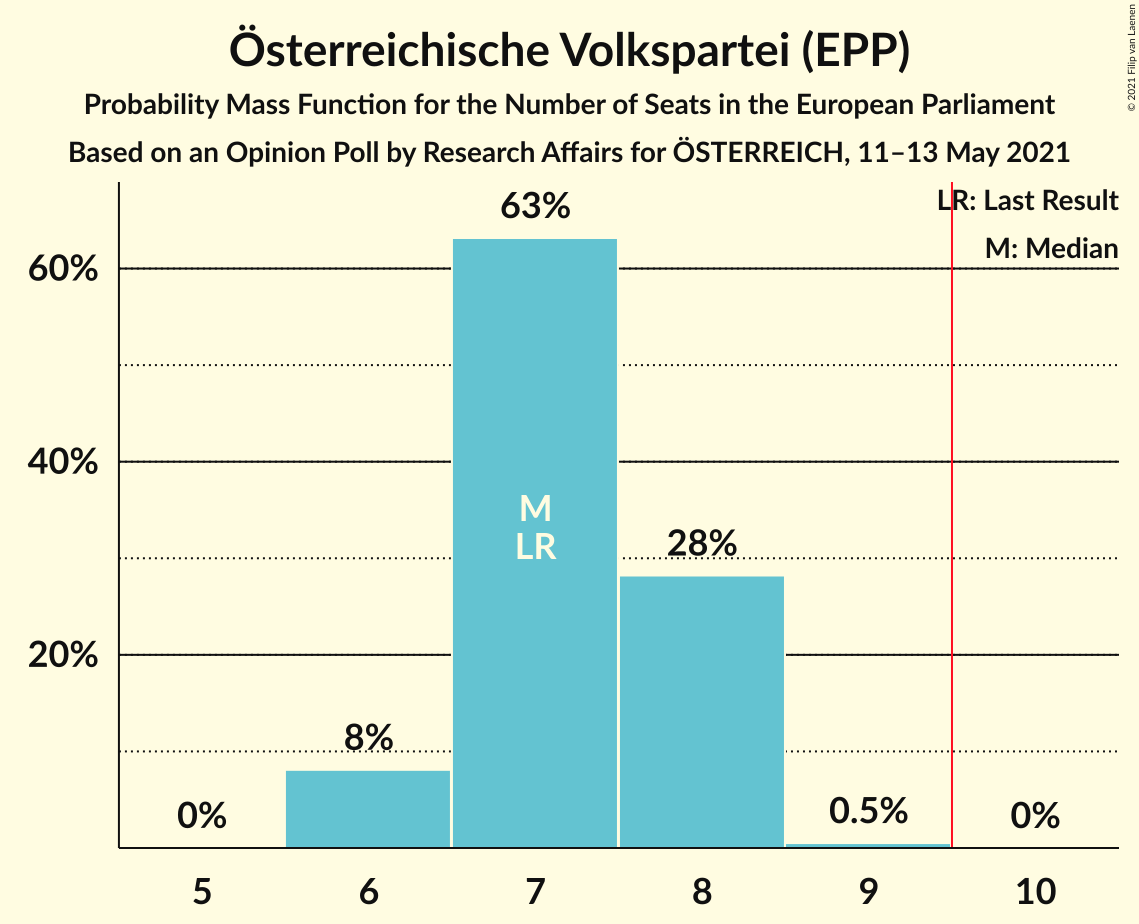 Österreichische Volkspartei (EPP)
Probability Mass Function for the Number of Seats in the European Parliament
Based on an Opinion Poll by Research Affairs for ÖSTERREICH, 11–13 May 2021
© 2021 Filip van Laenen
LR: Last Result
M: Median
63%
60%
40%
M
LR
28%
20%
8%
0%
0.5%
0%
5 6 7 8 9 10